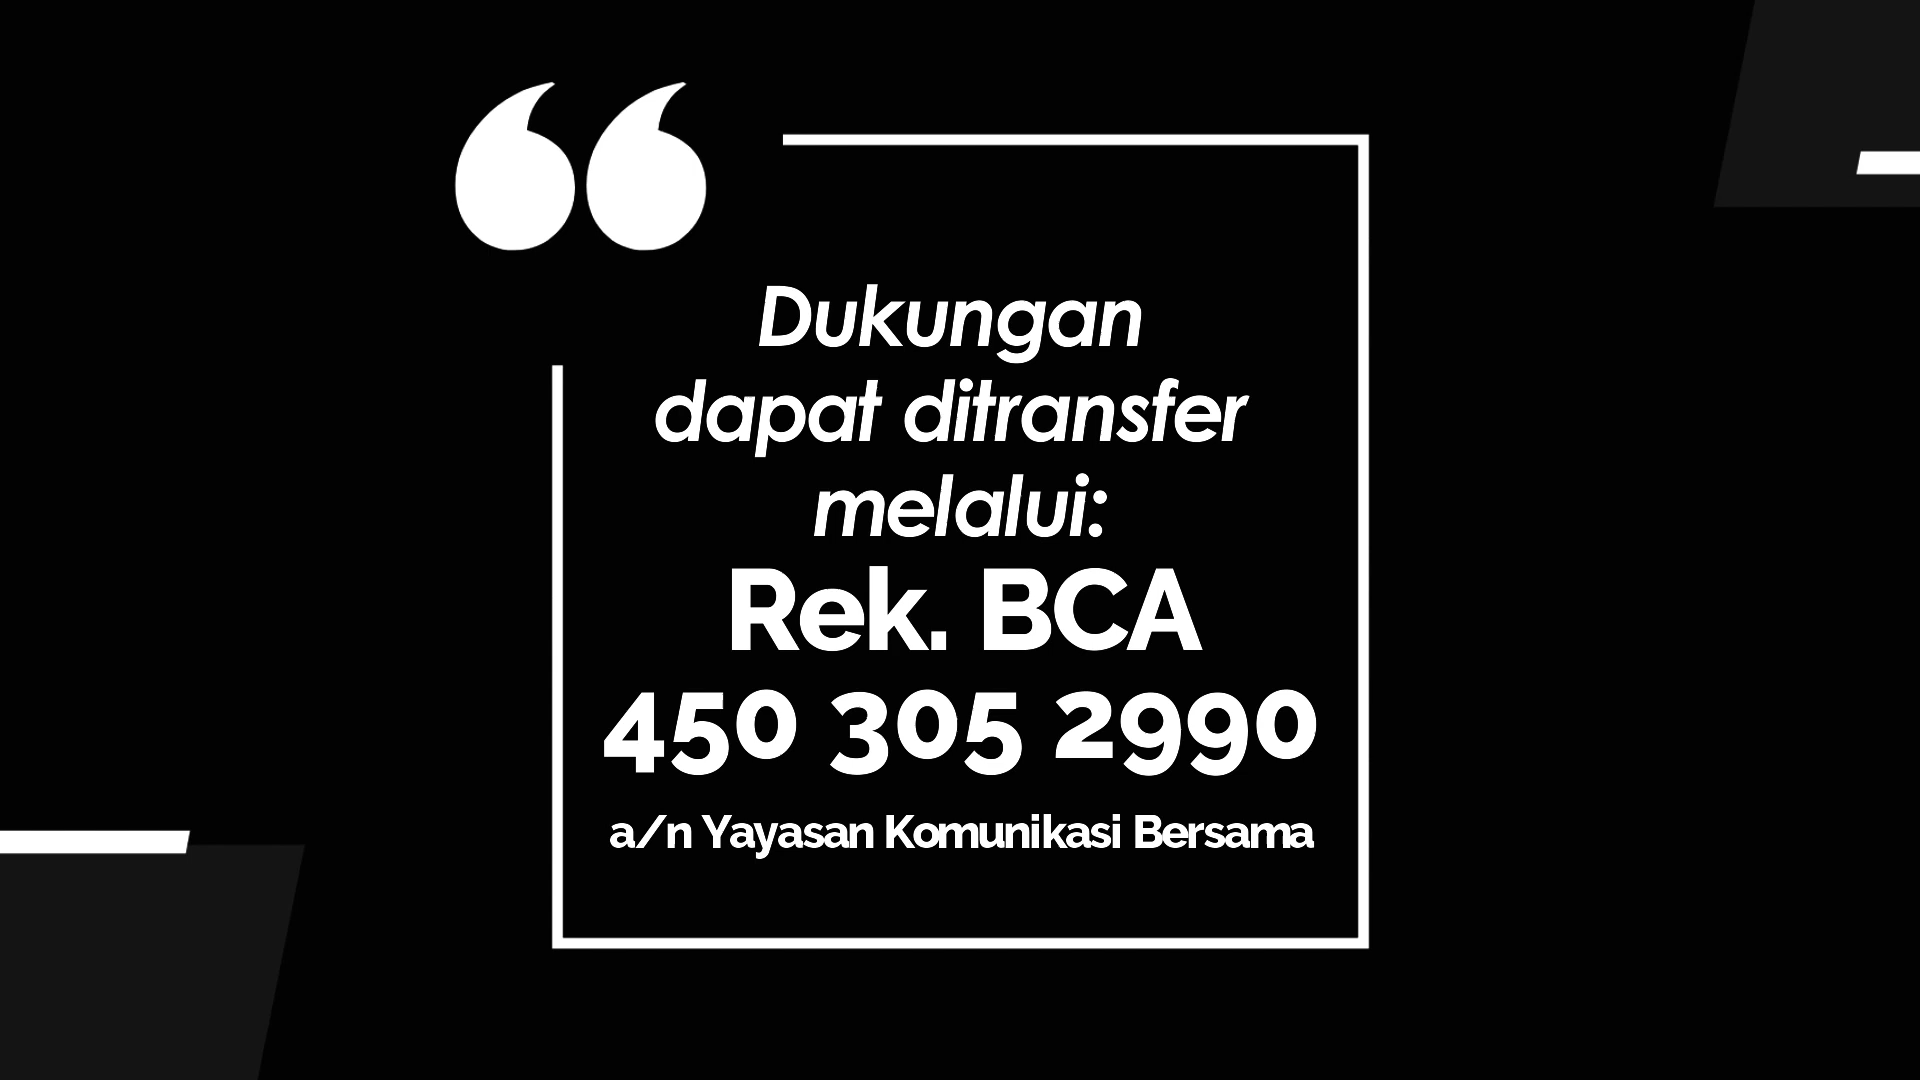 Dukungan
dapat ditransfer
melalui:
Rek. BCA
450 305 2990
a/n Yayasan Komunikasi Bersama